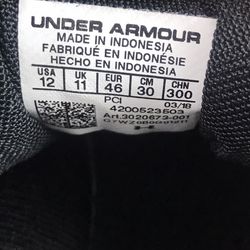 UNDER ARMOUR
MADE IN INDONESIA
FABRIQUÉ EN INDONÉSIE
HECHO EN INDONESIA
USA UK EUR CM CHN
12 11 46 30 300
PCI 03/18
4200523503
Art.3020673-001